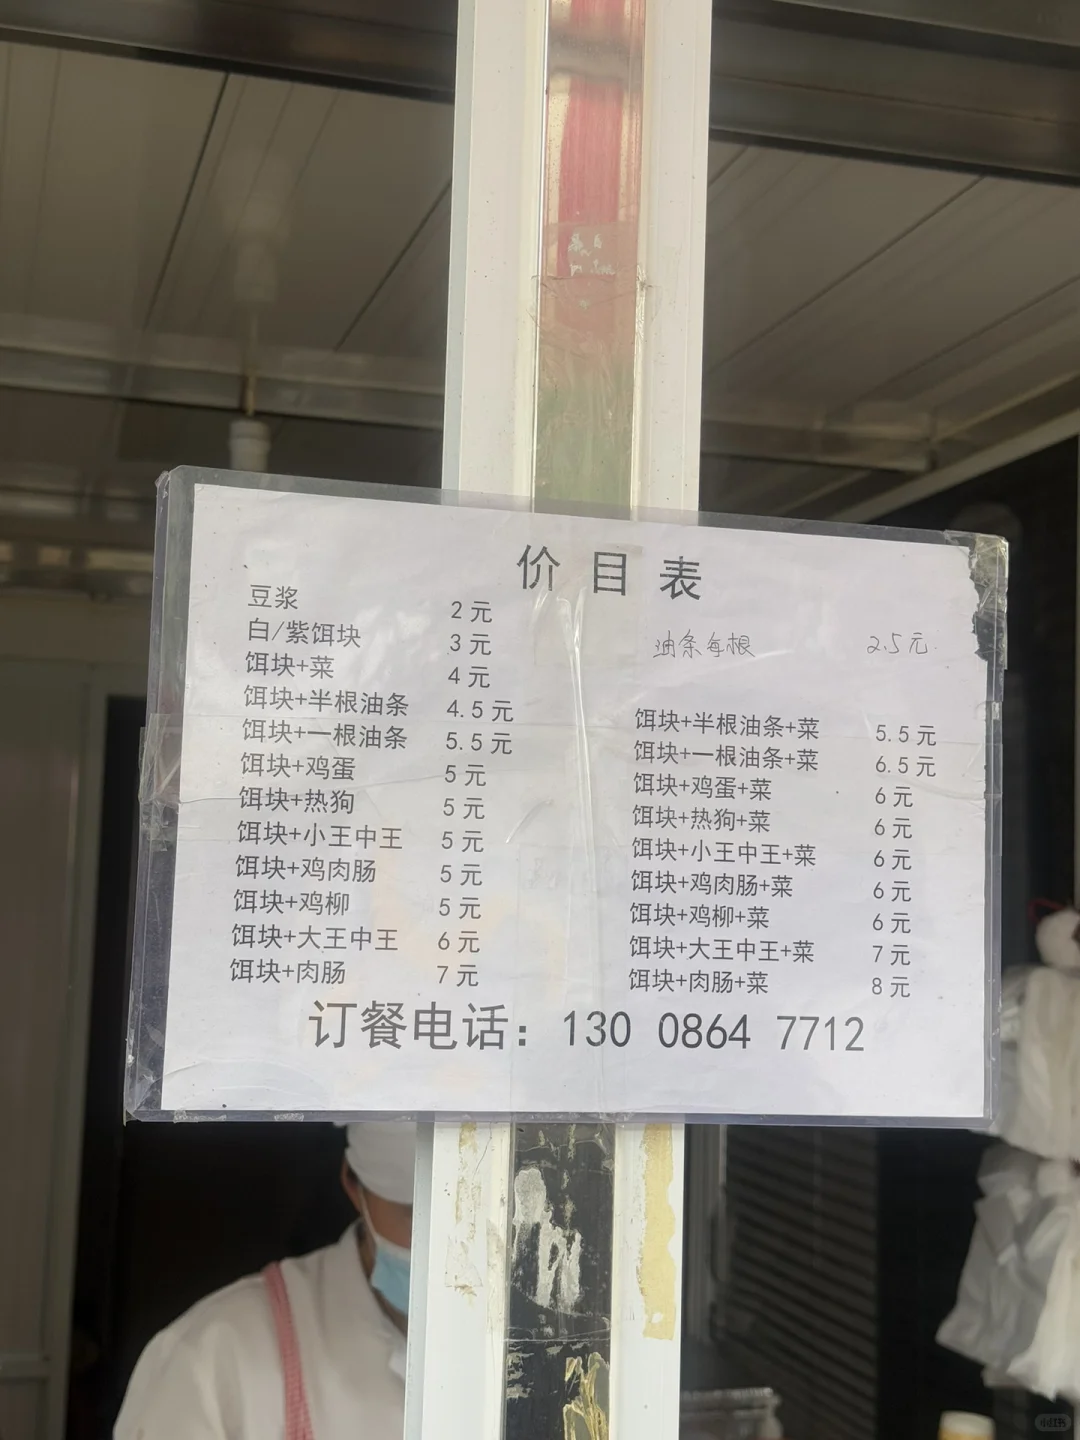 价目表
豆浆 2元
白/紫饵块 3元
饵块+菜 4元
饵块+半根油条 4.5元
饵块+一根油条 5.5元
饵块+鸡蛋 5元
饵块+热狗 5元
饵块+小王中王 5元
饵块+鸡肉肠 5元
饵块+鸡柳 5元
饵块+大王中王 6元
饵块+肉肠 7元
油条每根 2.5元
饵块+半根油条+菜 5.5元
饵块+一根油条+菜 6.5元
饵块+鸡蛋+菜 6元
饵块+热狗+菜 6元
饵块+小王中王+菜 6元
饵块+鸡肉肠+菜 6元
饵块+鸡柳+菜 6元
饵块+大王中王+菜 7元
饵块+肉肠+菜 8元
订餐电话：130 0864 7712